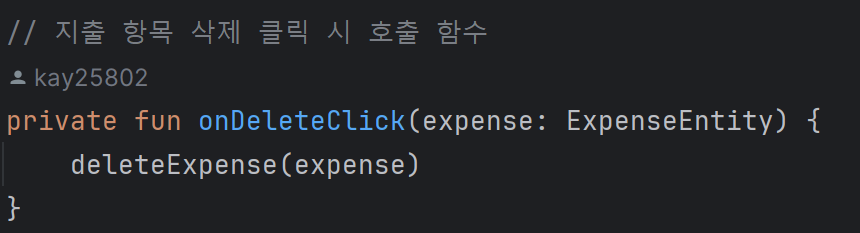 // 지출 항목 삭제 클릭 시 호출 함수
kay25802
private fun onDeleteClick(expense: ExpenseEntity) {
    deleteExpense(expense)
}